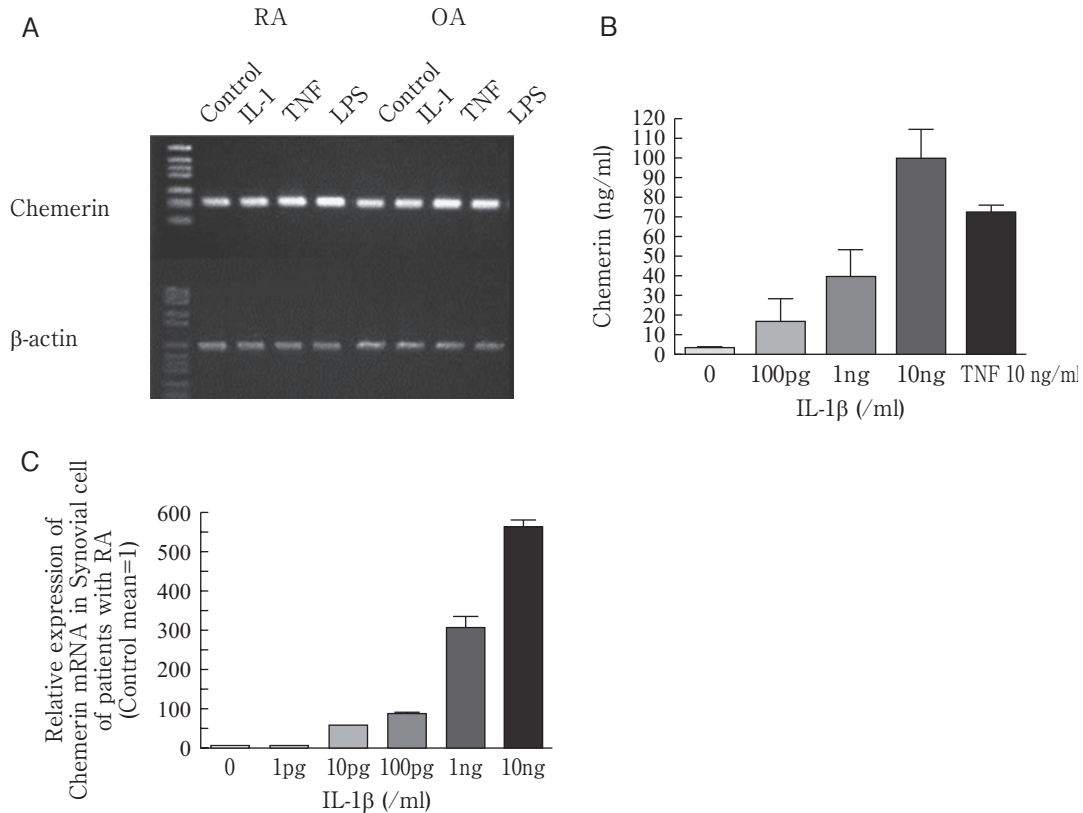 A
RA OA
Control IL-1 TNF LPS Control IL-1 TNF LPS
Chemerin
β-actin
B
Chemerin (ng/ml)
120
110
100
90
80
70
60
50
40
30
20
10
0
0 100pg 1ng 10ng TNF 10 ng/ml
IL-1β (/ml)
C
Relative expression of
Chemerin mRNA in Synovial cell
of patients with RA
(Control mean=1)
600
500
400
300
200
100
0
0 1pg 10pg 100pg 1ng 10ng
IL-1β (/ml)